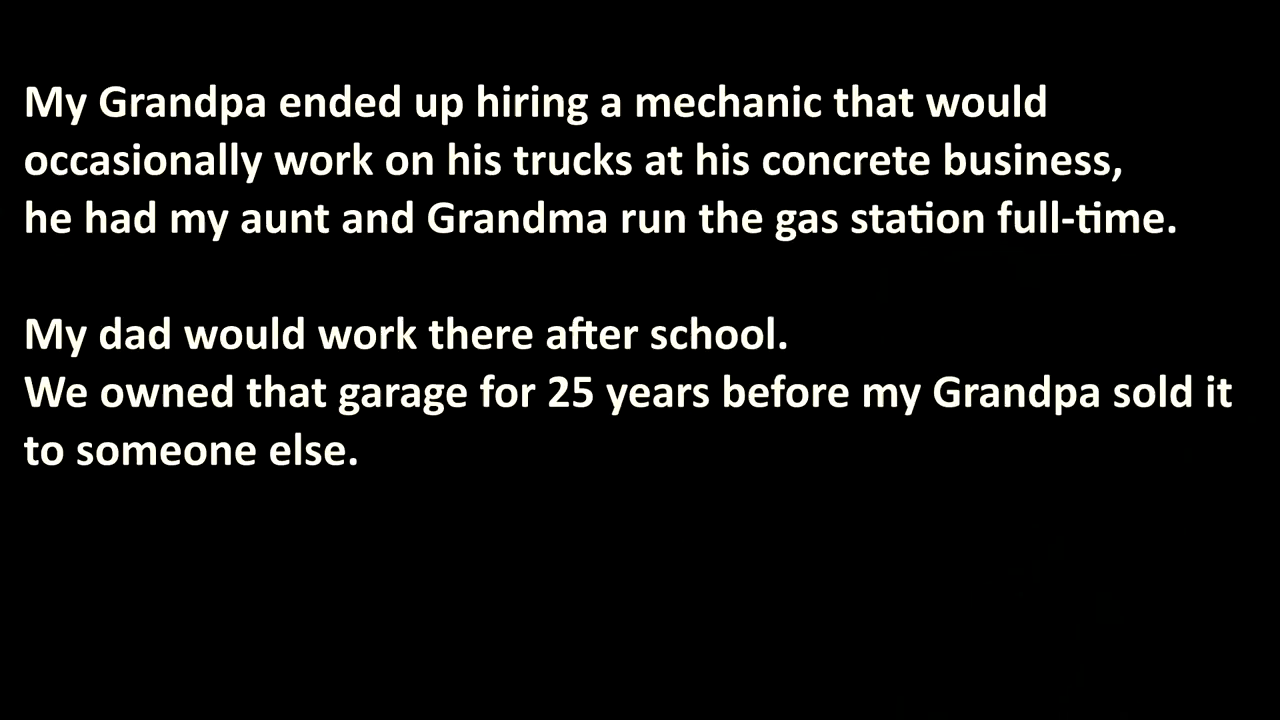 My Grandpa ended up hiring a mechanic that would
occasionally work on his trucks at his concrete business,
he had my aunt and Grandma run the gas station full-time.
My dad would work there after school.
We owned that garage for 25 years before my Grandpa sold it
to someone else.